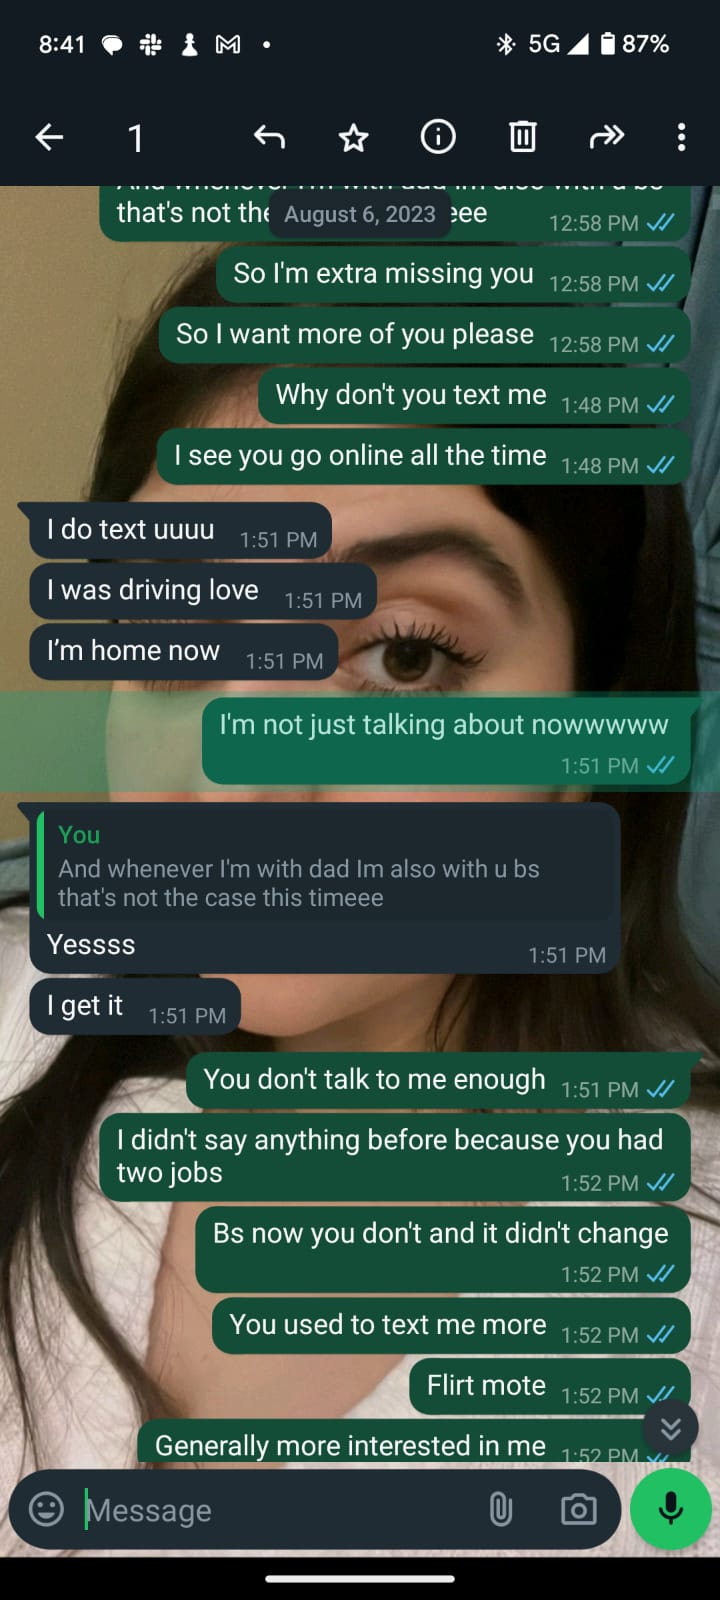 8:41
5G
87%
1
that's not the
eee
12:58 PM
August 6, 2023
So I'm extra missing you
12:58 PM
So I want more of you please
12:58 PM
Why don't you text me
1:48 PM
I see you go online all the time
1:48 PM
I do text uuuu
1:51 PM
I was driving love
1:51 PM
I'm home now
1:51 PM
I'm not just talking about nowwwww
1:51 PM
You
And whenever I'm with dad Im also with u bs
that's not the case this timeee
Yessss
1:51 PM
I get it
1:51 PM
You don't talk to me enough
1:51 PM
I didn't say anything before because you had
two jobs
1:52 PM
Bs now you don't and it didn't change
1:52 PM
You used to text me more
1:52 PM
Flirt mote
1:52 PM
Generally more interested in me
1:52 PM
Message